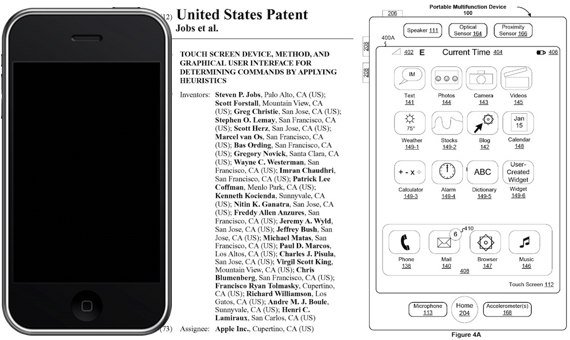 (12) United States Patent
Jobs et al.
TOUCH SCREEN DEVICE, METHOD, AND
GRAPHICAL USER INTERFACE FOR
DETERMINING COMMANDS BY APPLYING
HEURISTICS
Inventors: Steven P. Jobs, Palo Alto, CA (US);
Scott Forstall, Mountain View, CA
(US); Greg Christie, San Jose, CA (US);
Stephen O. Lemay, San Francisco, CA
(US); Scott Herz, San Jose, CA (US);
Marcel van Os, San Francisco, CA
(US); Bas Ording, San Francisco, CA
(US); Gregory Novick, Santa Clara, CA
(US); Wayne C. Westerman, San
Francisco, CA (US); Imran Chaudhri,
San Francisco, CA (US); Patrick Lee
Coffman, Menlo Park, CA (US);
Kenneth Kocienda, Sunnyvale, CA
(US); Nitin K. Ganatra, San Jose, CA
(US); Freddy Allen Anzures, San
Francisco, CA (US); Jeremy A. Wyld,
San Jose, CA (US); Jeffrey Bush, San
Jose, CA (US); Michael Matas, San
Francisco, CA (US); Paul D. Marcos,
Los Altos, CA (US); Charles J. Pisula,
San Jose, CA (US); Virgil Scott King,
Mountain View, CA (US); Chris
Blumenberg, San Francisco, CA (US);
Francisco Ryan Tolmasky, Cupertino,
CA (US); Richard Williamson, Los
Gatos, CA (US); Andre M. J. Boule,
Sunnyvale, CA (US); Henri C.
Lamiraux, San Carlos, CA (US)
(73) Assignee: Apple Inc., Cupertino, CA (US)
Portable Multifunction Device
100
206
Speaker 111
Optical
Sensor 164
Proximity
Sensor 166
400A
402 E Current Time 404 406
IM
Text
141
Photos
144
Camera
143
Videos
145
75°
Weather
149-1
Stocks
149-2
Blog
142
Jan
15
Calendar
148
+ - x ÷
Calculator
149-3
Alarm
149-4
ABC
Dictionary
149-5
User-
Created
Widget
Widget
149-6
6
410
Phone
138
Mail
140
Browser
147
Music
146
408
Touch Screen 112
Microphone
113
Home
204
Accelerometer(s)
168
Figure 4A